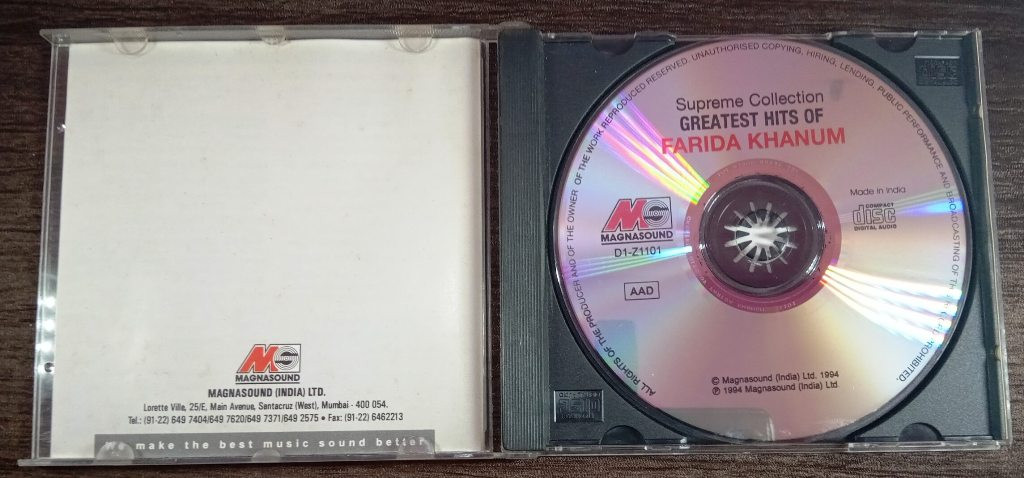 MAGNASOUND
MAGNASOUND (INDIA) LTD.
Lorette Ville, 25/E, Main Avenue, Santacruz (West), Mumbai - 400 054.
Tel.: (91-22) 649 7404/649 7620/649 7371/649 2575 • Fax: (91-22) 6462213
We make the best music sound better
ALL RIGHTS OF THE PRODUCER AND OF THE OWNER OF THE WORK REPRODUCED RESERVED. UNAUTHORISED COPYING, HIRING, LENDING, PUBLIC PERFORMANCE AND BROADCASTING OF PROHIBITED.
Supreme Collection
GREATEST HITS OF
FARIDA KHANUM
Made in India
COMPACT
disc
DIGITAL AUDIO
MAGNASOUND
D1-Z1101
AAD
© Magnasound (India) Ltd. 1994
℗ Magnasound (India) Ltd 1994